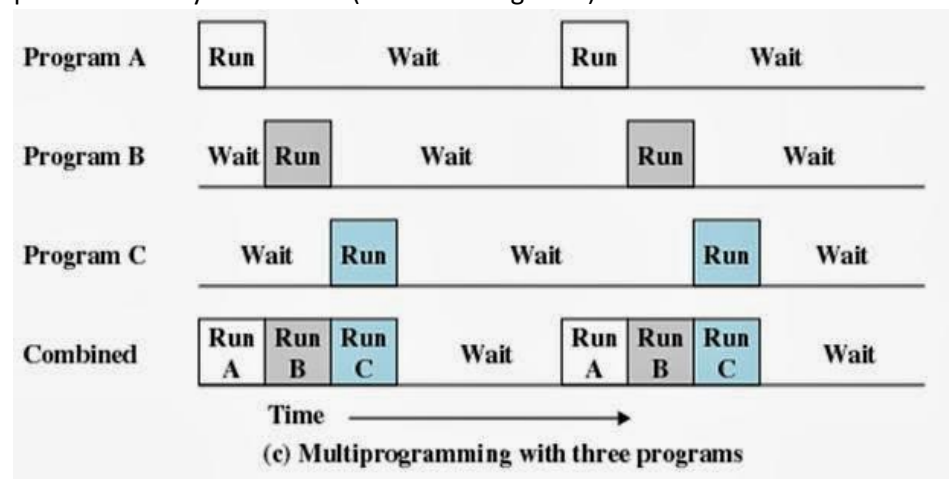 Program A Run Wait Run Wait
Program B Wait Run Wait Run Wait
Program C Wait Run Wait Run Wait
Combined Run A Run B Run C Wait Run A Run B Run C Wait
Time
(c) Multiprogramming with three programs